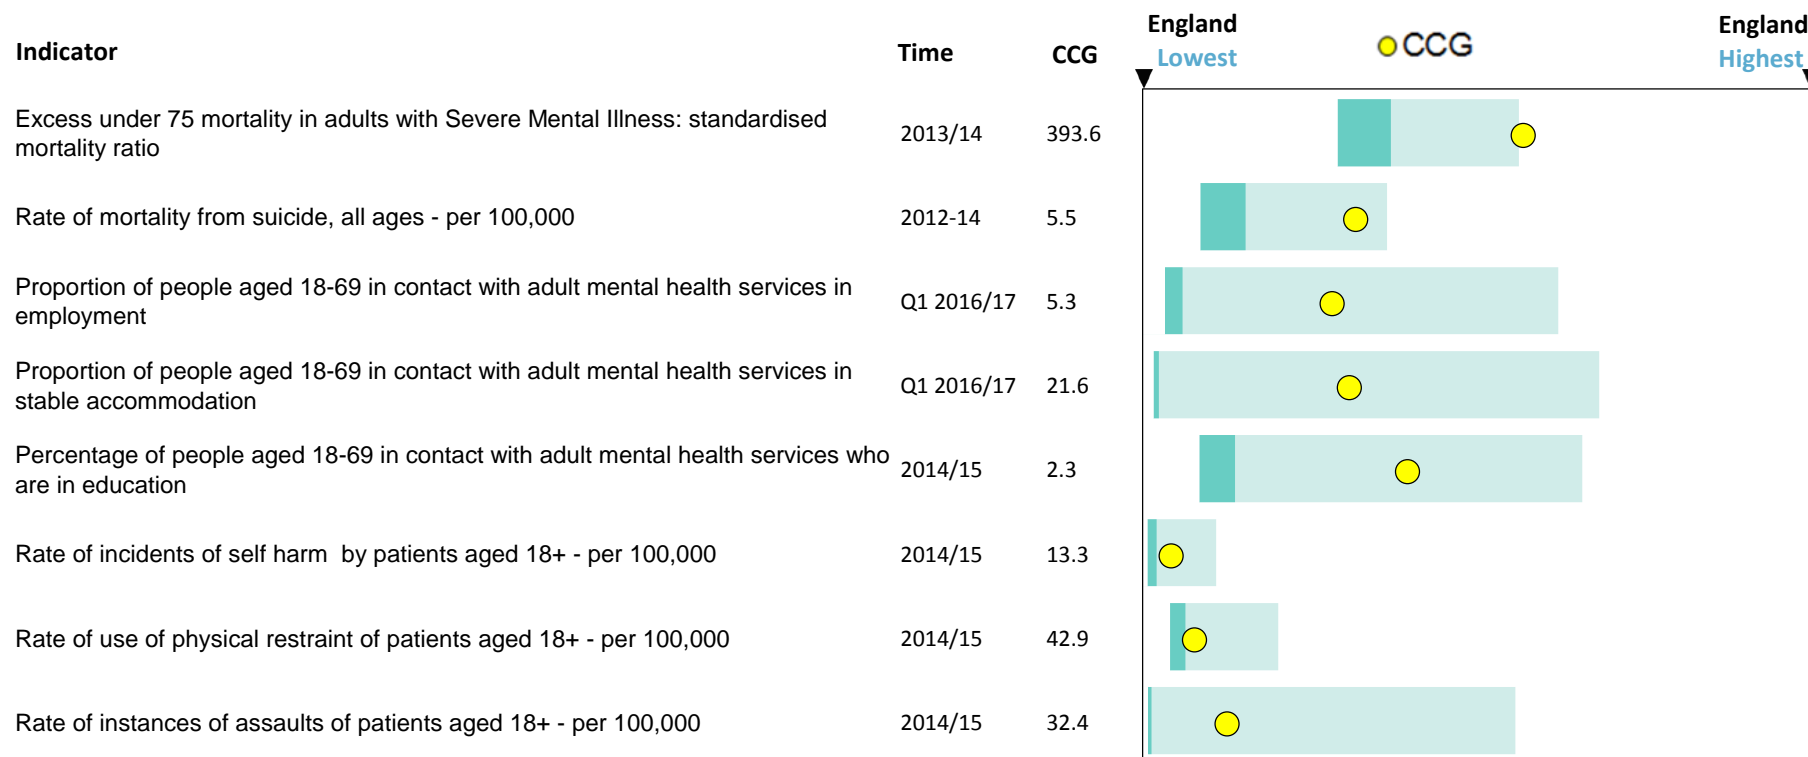 England CCG England
Indicator Time CCG Lowest Highest
Excess under 75 mortality in adults with Severe Mental Illness: standardised
mortality ratio 2013/14 393.6
Rate of mortality from suicide, all ages - per 100,000 2012-14 5.5
Proportion of people aged 18-69 in contact with adult mental health services in
employment Q1 2016/17 5.3
Proportion of people aged 18-69 in contact with adult mental health services in
stable accommodation Q1 2016/17 21.6
Percentage of people aged 18-69 in contact with adult mental health services who
are in education 2014/15 2.3
Rate of incidents of self harm  by patients aged 18+ - per 100,000 2014/15 13.3
Rate of use of physical restraint of patients aged 18+ - per 100,000 2014/15 42.9
Rate of instances of assaults of patients aged 18+ - per 100,000 2014/15 32.4